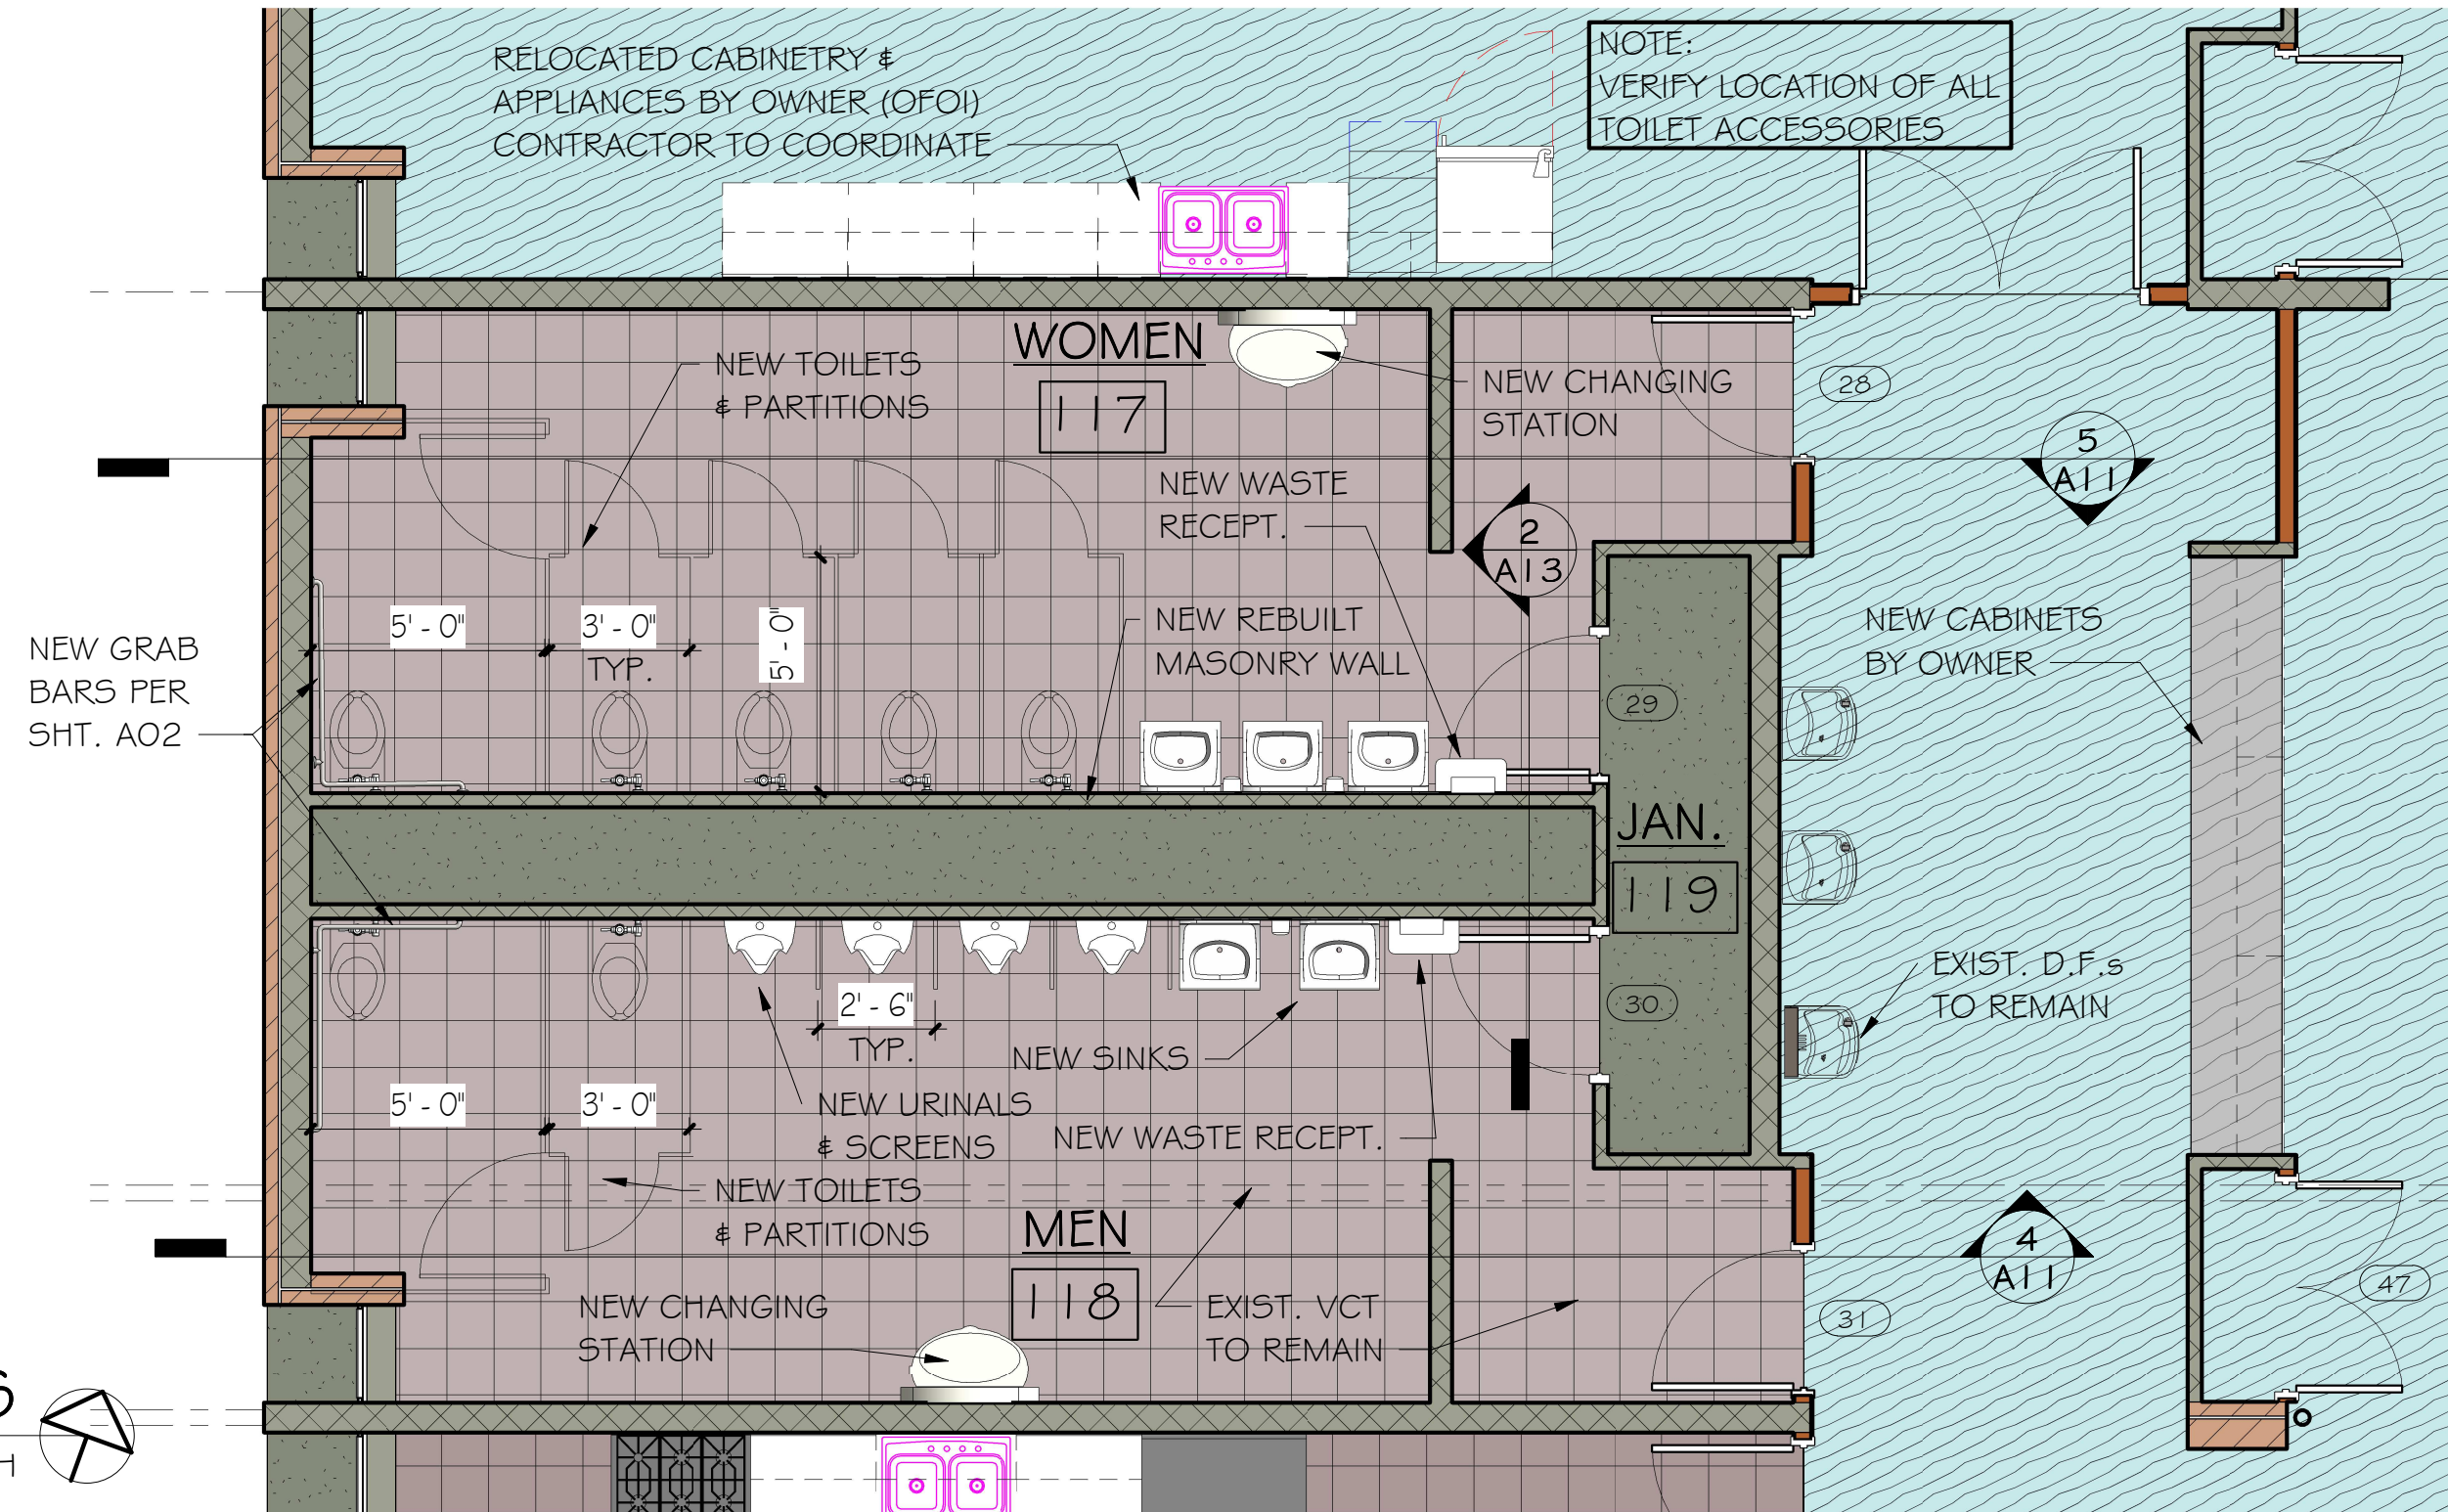 RELOCATED CABINETRY &
APPLIANCES BY OWNER (OFOI)
CONTRACTOR TO COORDINATE
NOTE:
VERIFY LOCATION OF ALL
TOILET ACCESSORIES
WOMEN
117
NEW TOILETS
& PARTITIONS
NEW CHANGING
STATION
28
5
A11
NEW WASTE
RECEPT.
2
A13
NEW GRAB
BARS PER
SHT. A02
5' - 0"
3' - 0"
TYP.
5' - 0"
NEW REBUILT
MASONRY WALL
NEW CABINETS
BY OWNER
29
JAN.
119
30
EXIST. D.F.s
TO REMAIN
2' - 6"
TYP.
NEW SINKS
5' - 0"
3' - 0"
NEW URINALS
& SCREENS
NEW WASTE RECEPT.
NEW TOILETS
& PARTITIONS
MEN
118
4
A11
47
31
NEW CHANGING
STATION
EXIST. VCT
TO REMAIN